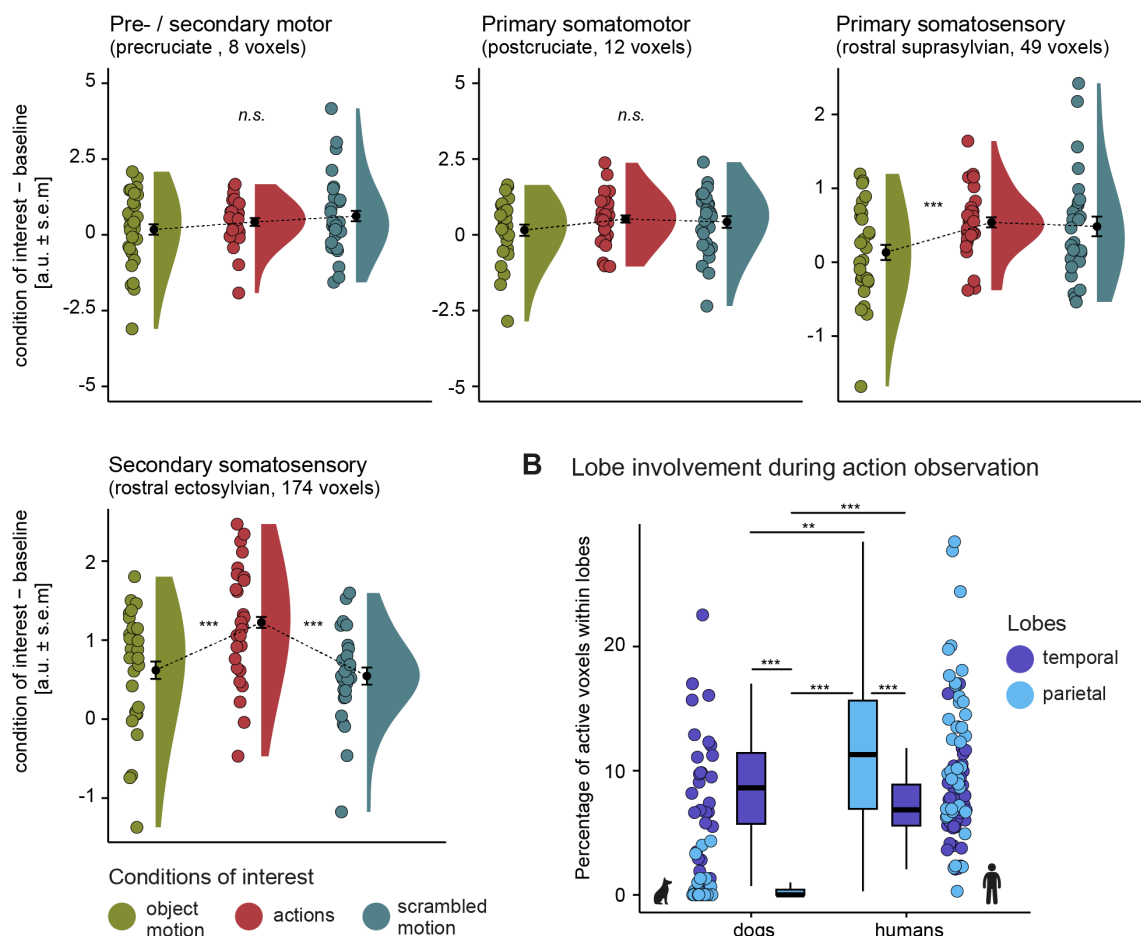 Pre- / secondary motor
(precruciate , 8 voxels)
Primary somatomotor
(postcruciate, 12 voxels)
Primary somatosensory
(rostral suprasylvian, 49 voxels)
condition of interest – baseline
[a.u. ± s.e.m]
5
2.5
0
-2.5
-5
n.s.
5
2.5
0
-2.5
-5
n.s.
2
1
0
-1
***
Secondary somatosensory
(rostral ectosylvian, 174 voxels)
condition of interest – baseline
[a.u. ± s.e.m]
2
1
0
-1
***
***
Conditions of interest
object
motion
actions
scrambled
motion
B Lobe involvement during action observation
Percentage of active voxels within lobes
20
10
0
***
**
***
***
***
dogs
humans
Lobes
temporal
parietal